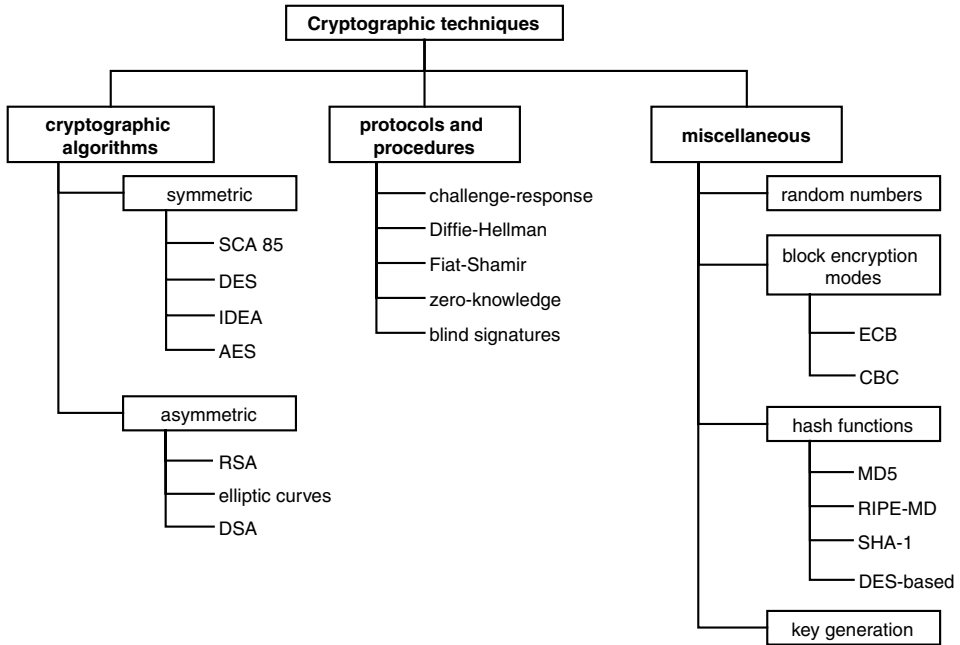 Cryptographic techniques
cryptographic
algorithms
symmetric
SCA 85
DES
IDEA
AES
asymmetric
RSA
elliptic curves
DSA
protocols and
procedures
challenge-response
Diffie-Hellman
Fiat-Shamir
zero-knowledge
blind signatures
miscellaneous
random numbers
block encryption
modes
ECB
CBC
hash functions
MD5
RIPE-MD
SHA-1
DES-based
key generation